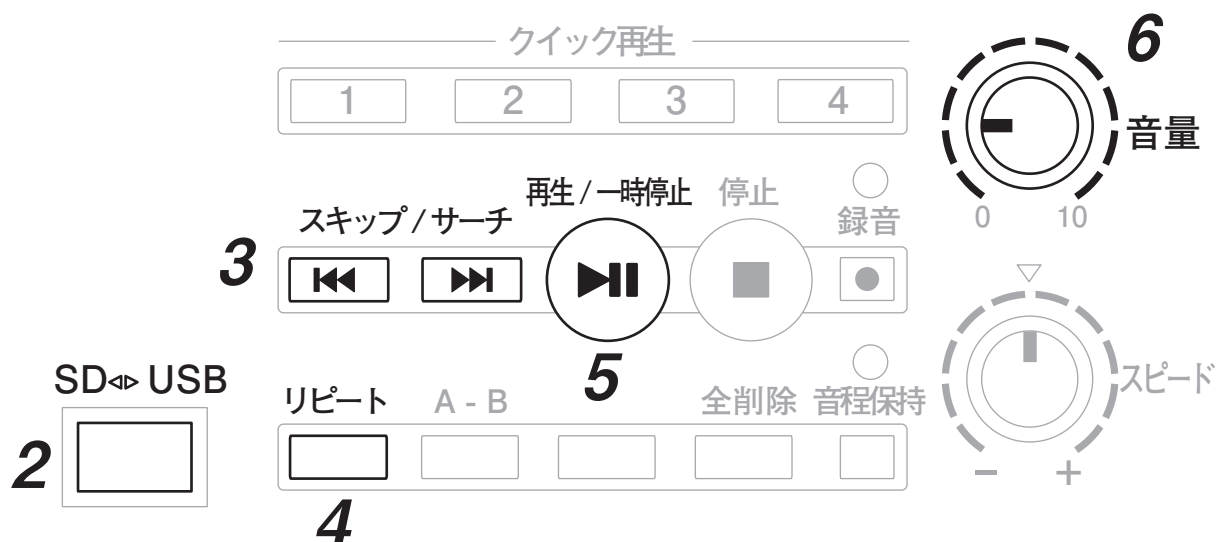 クイック再生
1 2 3 4
6
音量
0 10
再生 / 一時停止
停止
スキップ / サーチ
録音
3
5
SD USB
スピード
リピート
A - B
全削除
音程保持
2
4
− +